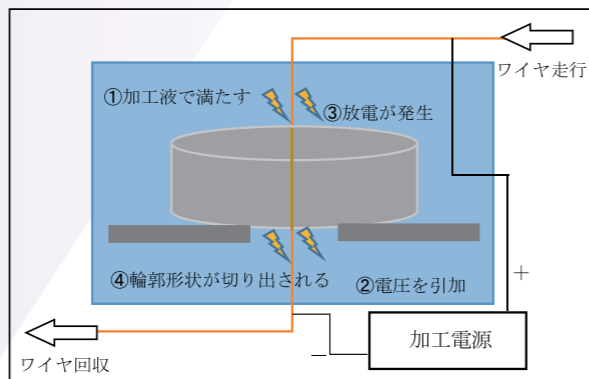 ワイヤ走行
①加工液で満たす
③放電が発生
④輪郭形状が切り出される
②電圧を引加
＋
加工電源
−
ワイヤ回収